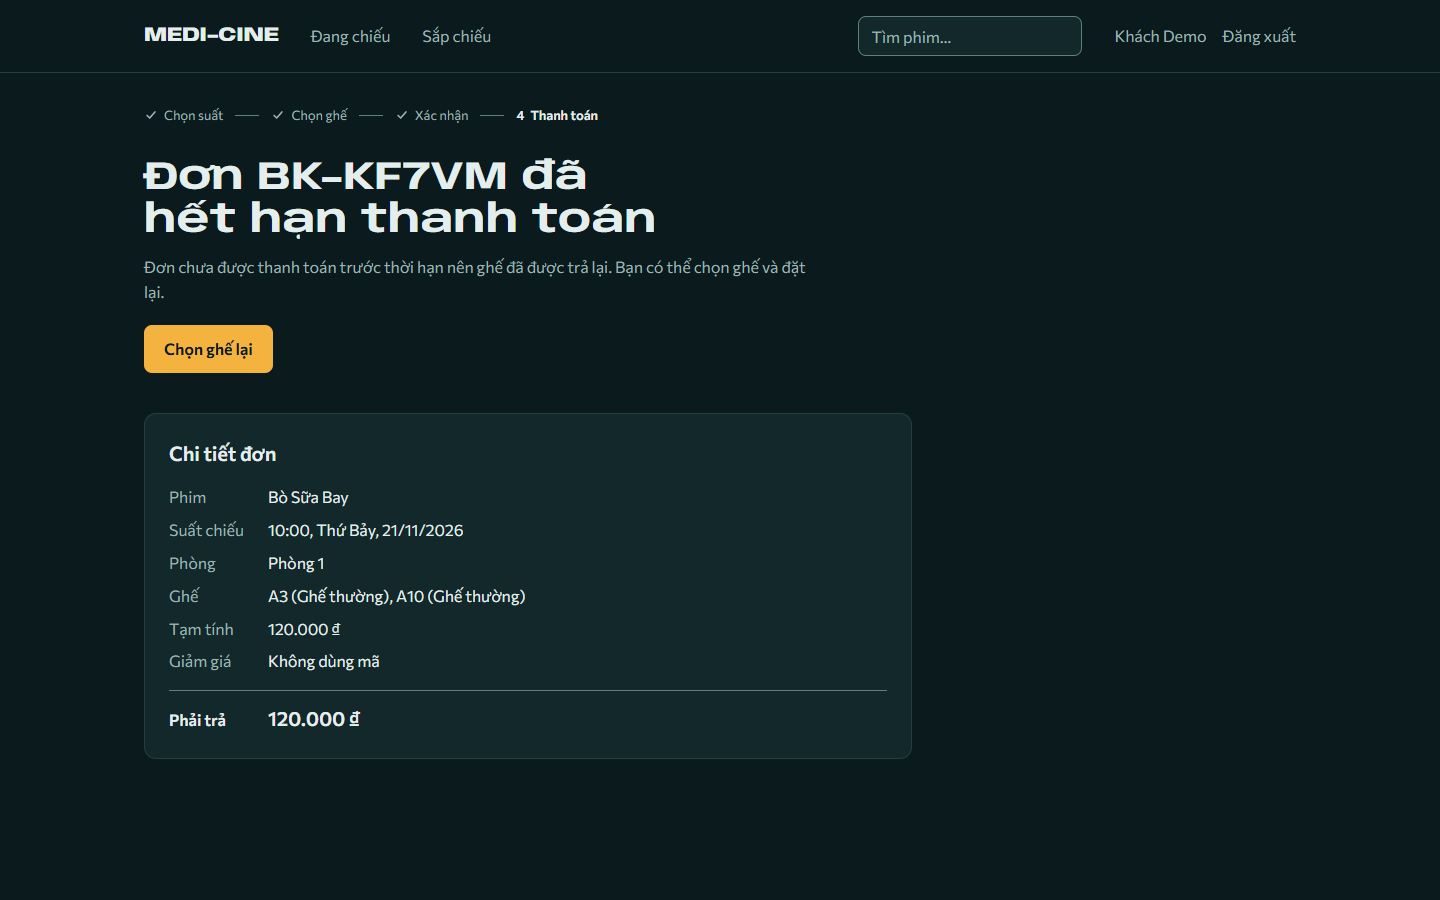 MEDI-CINE
Đang chiếu
Sắp chiếu
Tìm phim...
Khách Demo
Đăng xuất
Chọn suất
Chọn ghế
Xác nhận
4 Thanh toán
Đơn BK-KF7VM đã
hết hạn thanh toán
Đơn chưa được thanh toán trước thời hạn nên ghế đã được trả lại. Bạn có thể chọn ghế và đặt
lại.
Chọn ghế lại
Chi tiết đơn
Phim Bò Sữa Bay
Suất chiếu 10:00, Thứ Bảy, 21/11/2026
Phòng Phòng 1
Ghế A3 (Ghế thường), A10 (Ghế thường)
Tạm tính 120.000 ₫
Giảm giá Không dùng mã
Phải trả 120.000 ₫